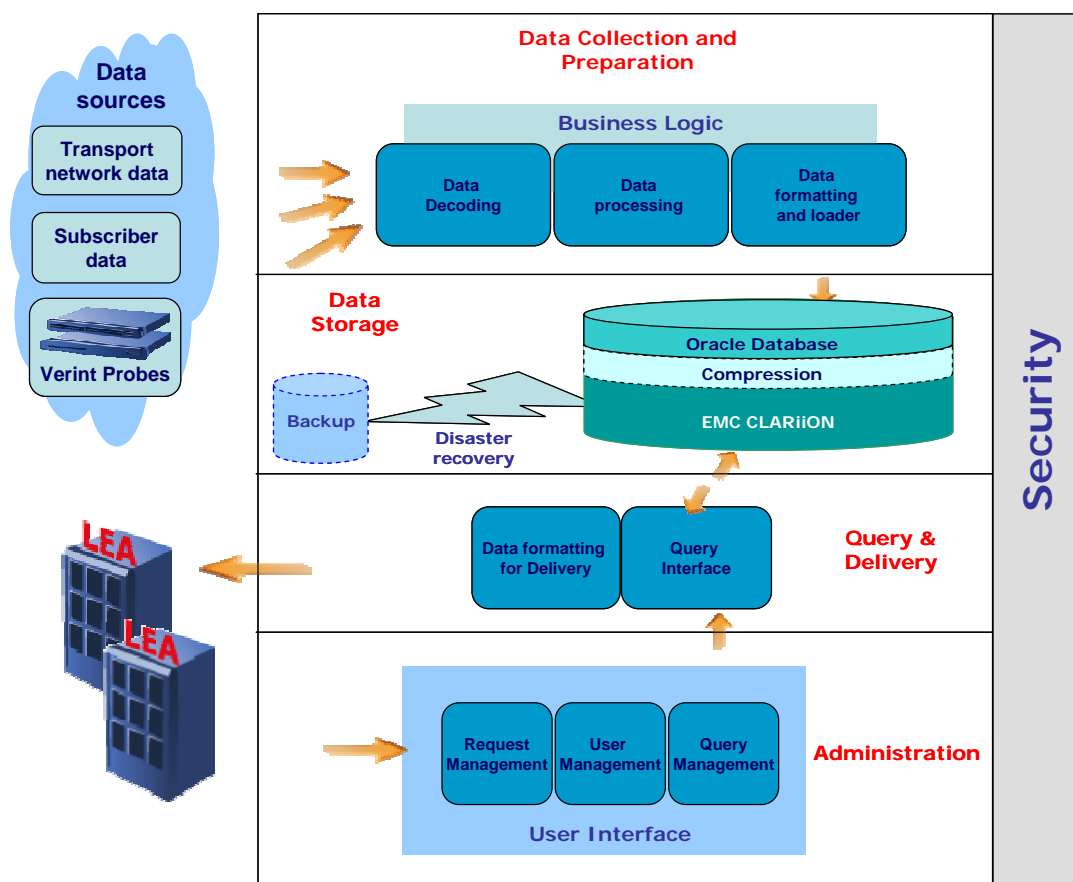 Data
sources
Transport
network data
Subscriber
data
Verint Probes
Data Collection and
Preparation
Business Logic
Data
Decoding
Data
processing
Data
formatting
and loader
Data
Storage
Oracle Database
Compression
EMC CLARiiON
Backup
Disaster
recovery
LEA
LEA
Data formatting
for Delivery
Query
Interface
Query &
Delivery
Request
Management
User
Management
Query
Management
User Interface
Administration
Security